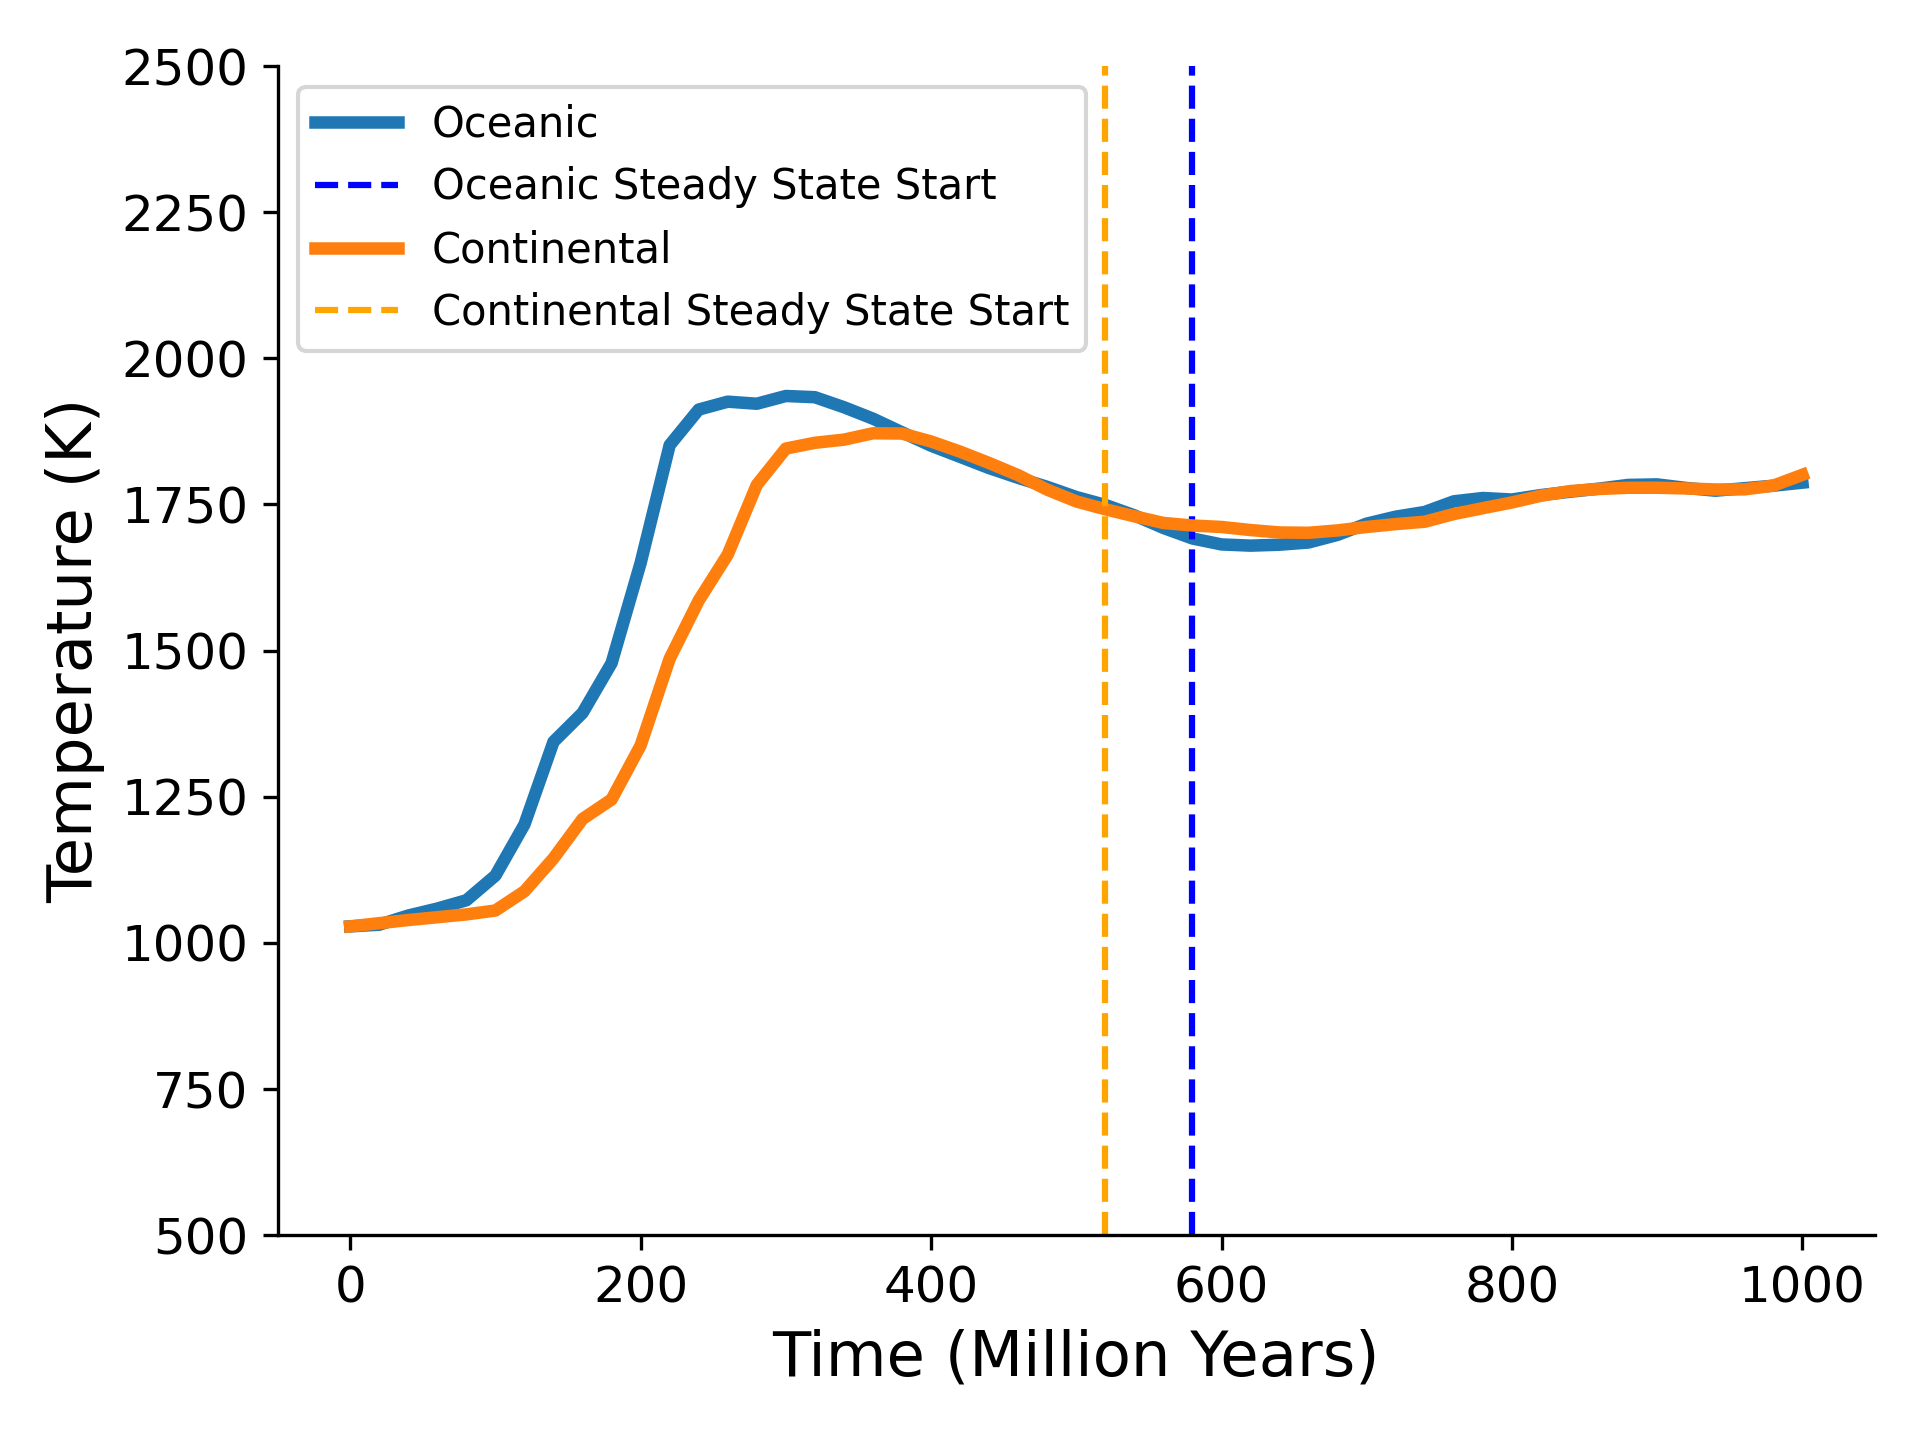 2500
2250
2000
1750
1500
1250
1000
750
500
Temperature (K)
Oceanic
Oceanic Steady State Start
Continental
Continental Steady State Start
0 200 400 600 800 1000
Time (Million Years)